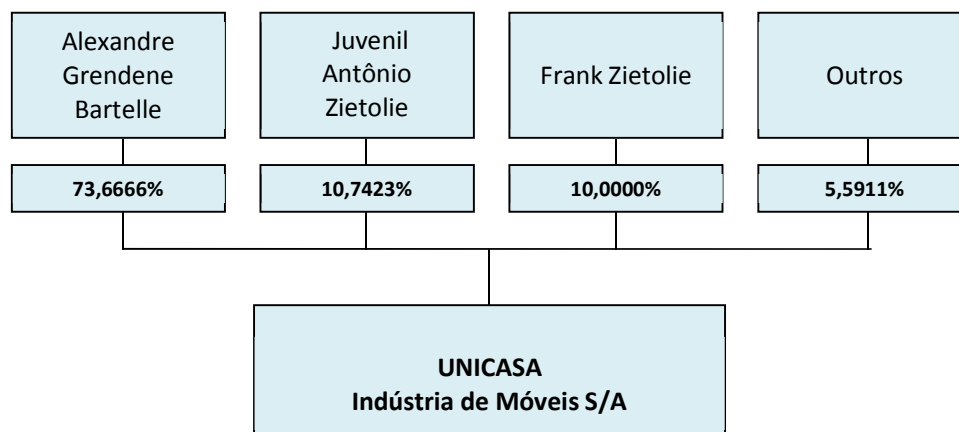 Alexandre
Grendene
Bartelle
Juvenil
Antônio
Zietolie
Frank Zietolie
Outros
73,6666%
10,7423%
10,0000%
5,5911%
UNICASA
Indústria de Móveis S/A